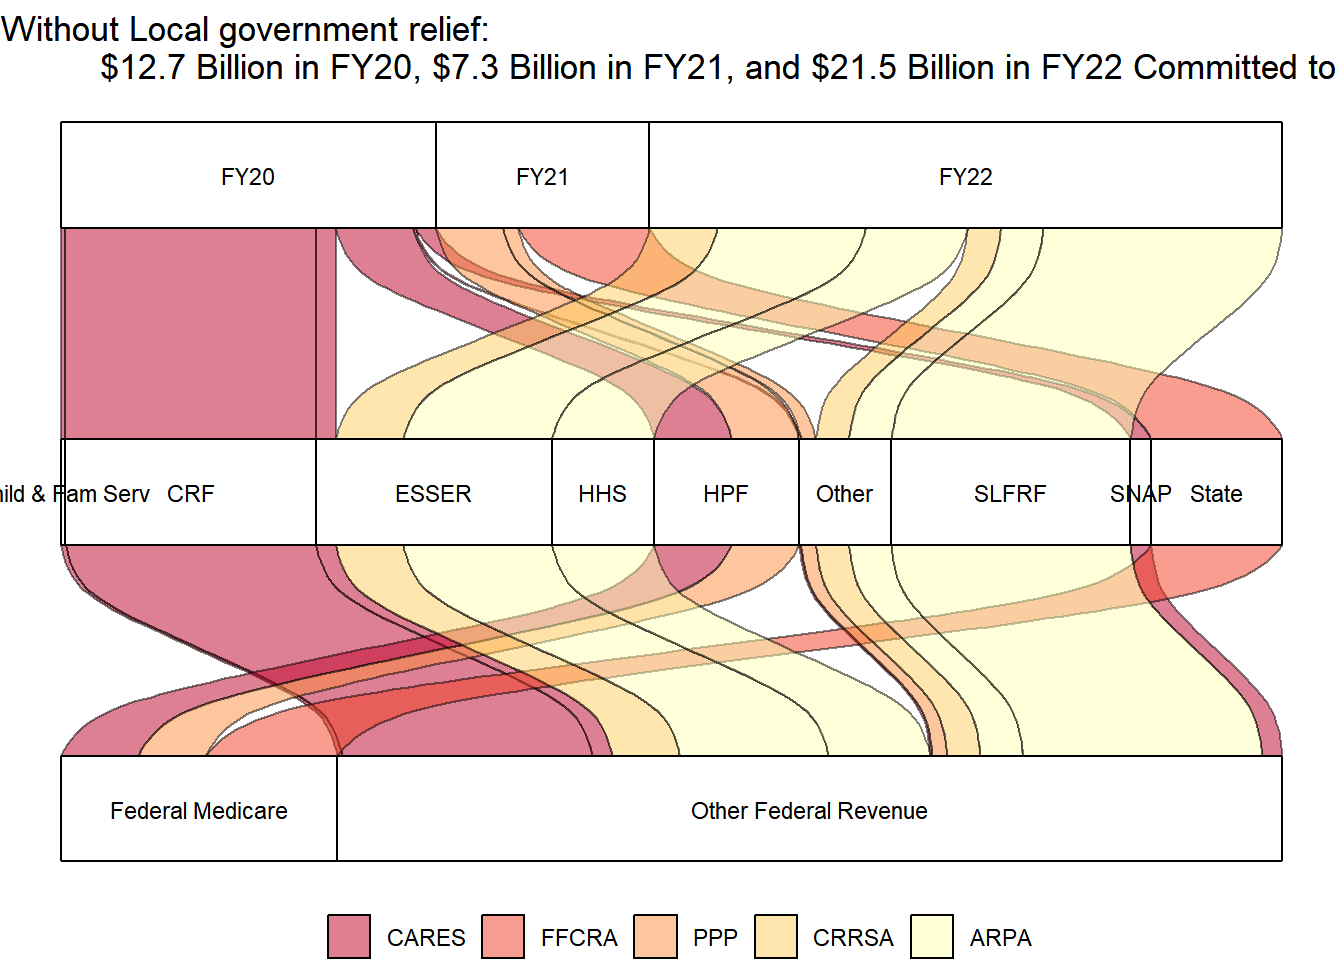 Without Local government relief:
$12.7 Billion in FY20, $7.3 Billion in FY21, and $21.5 Billion in FY22 Committed to
FY20 FY21 FY22
& Fam Serv CRF ESSER HHS HPF Other SLFRF SNAP State
Federal Medicare Other Federal Revenue
CARES FFCRA PPP CRRSA ARPA